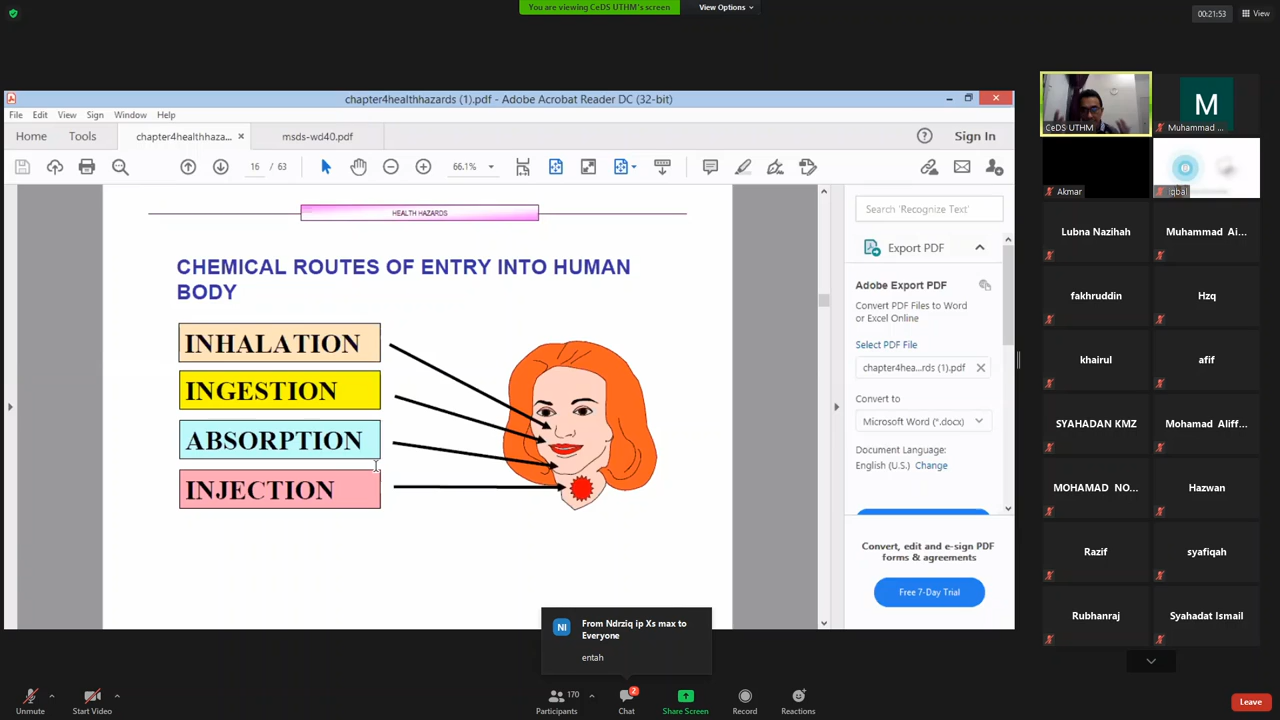 You are viewing CeDS UTHM's screen
View Options
00:21:53
View
chapter4healthhazards (1).pdf - Adobe Acrobat Reader DC (32-bit)
File Edit View Sign Window Help
Home Tools chapter4healthhaza... msds-wd40.pdf Sign In
16 / 63 66.1%
HEALTH HAZARDS
CHEMICAL ROUTES OF ENTRY INTO HUMAN
BODY
INHALATION
INGESTION
ABSORPTION
INJECTION
Search 'Recognize Text'
Export PDF
Adobe Export PDF
Convert PDF Files to Word
or Excel Online
Select PDF File
chapter4hea...rds (1).pdf
Convert to
Microsoft Word (*.docx)
Document Language:
English (U.S.) Change
Convert, edit and e-sign PDF
forms & agreements
Free 7-Day Trial
CeDS UTHM
M
Muhammad ...
Akmar
Iqbal
Lubna Nazihah
Muhammad Ai...
fakhruddin
Hzq
khairul
afif
SYAHADAN KMZ
Mohamad Aliff...
MOHAMAD NO...
Hazwan
Razif
syafiqah
Rubhanraj
Syahadat Ismail
NI
From Ndrziq ip Xs max to
Everyone
entah
Unmute
Start Video
170
Participants
2
Chat
Share Screen
Record
Reactions
Leave